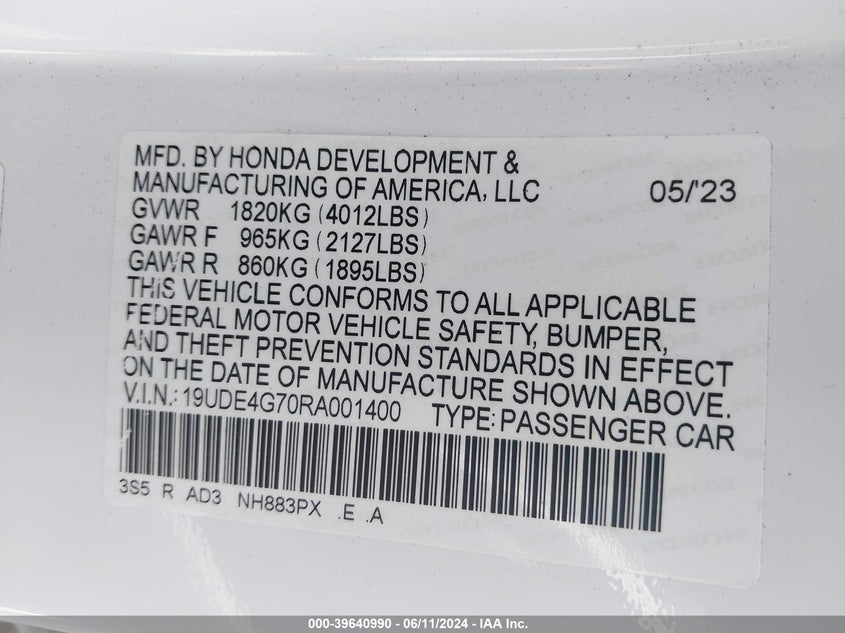 MFD. BY HONDA DEVELOPMENT &
MANUFACTURING OF AMERICA, LLC 05/'23
GVWR 1820KG (4012LBS)
GAWR F 965KG (2127LBS)
GAWR R 860KG (1895LBS)
THIS VEHICLE CONFORMS TO ALL APPLICABLE
FEDERAL MOTOR VEHICLE SAFETY, BUMPER,
AND THEFT PREVENTION STANDARDS IN EFFECT
ON THE DATE OF MANUFACTURE SHOWN ABOVE.
V.I.N.: 19UDE4G70RA001400 TYPE: PASSENGER CAR
3S5 R AD3 NH883PX .E .A
000-39640990 - 06/11/2024 - IAA Inc.